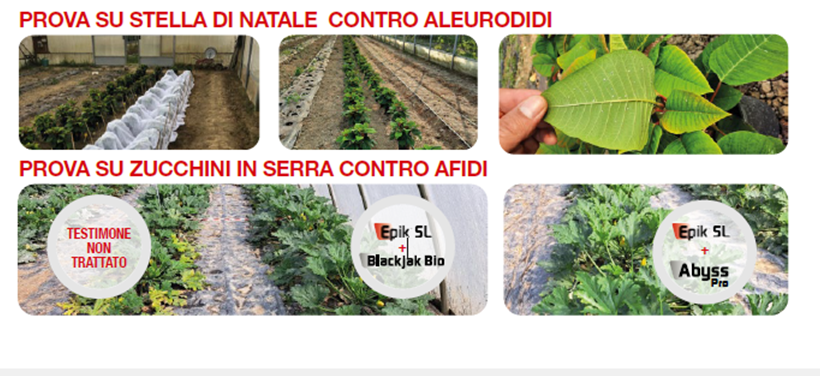 PROVA SU STELLA DI NATALE CONTRO ALEURODIDI
PROVA SU ZUCCHINI IN SERRA CONTRO AFIDI
TESTIMONE
NON
TRATTATO
Epik SL
+
Blackjak Bio
Epik SL
+
Abyss
Pro